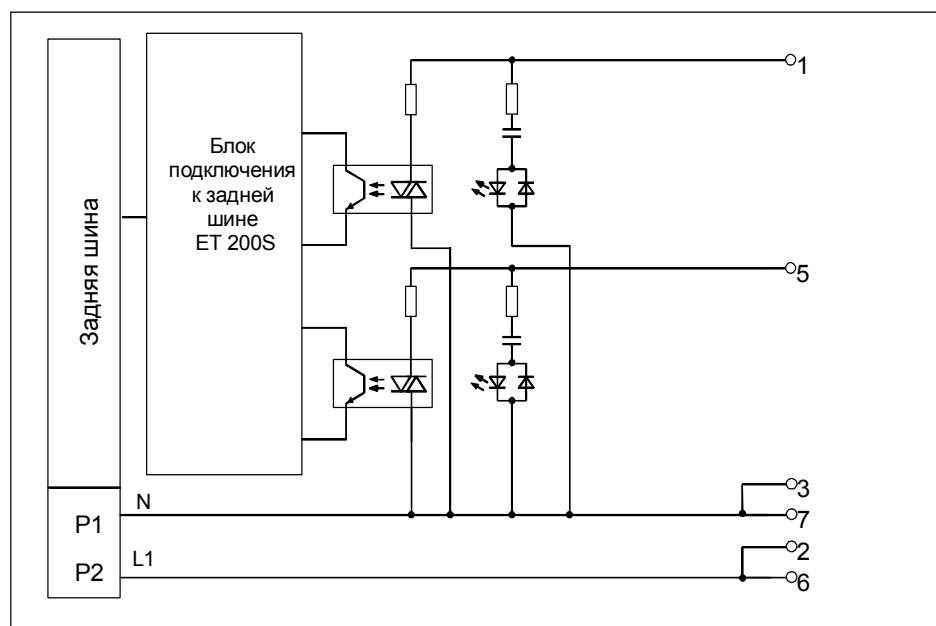 Задняя шина
Блок
подключения
к задней
шине
ET 200S
1
5
3
7
2
6
P1
N
P2
L1